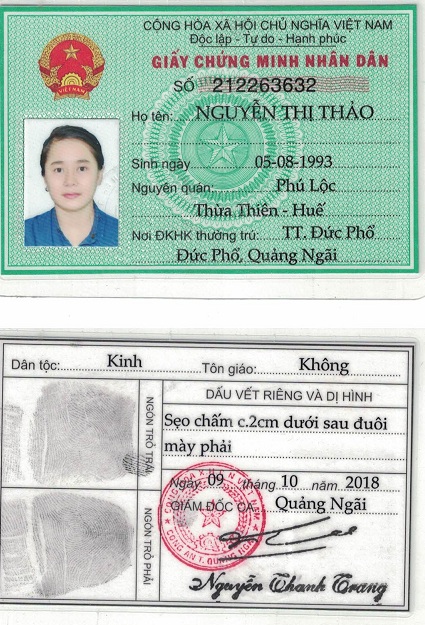 CỘNG HÒA XÃ HỘI CHỦ NGHĨA VIỆT NAM
Độc lập - Tự do - Hạnh phúc
GIẤY CHỨNG MINH NHÂN DÂN
SỐ 212263632
Họ tên: NGUYỄN THỊ THẢO
Sinh ngày 05-08-1993
Nguyên quán: Phú Lộc
Thừa Thiên - Huế
Nơi ĐKHK thường trú: TT. Đức Phổ
Đức Phổ, Quảng Ngãi
VIỆT NAM
Dân tộc: Kinh Tôn giáo: Không
NGÓN TRỎ TRÁI
NGÓN TRỎ PHẢI
DẤU VẾT RIÊNG VÀ DỊ HÌNH
Sẹo chấm c.2cm dưới sau đuôi
mày phải
Ngày 09 tháng 10 năm 2018
GIÁM ĐỐC CA Quảng Ngãi
CÔNG AN T. QUẢNG NGÃI
Nguyễn Thanh Trang